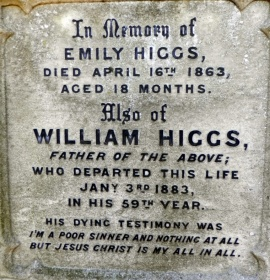 In Memory of
EMILY HIGGS,
DIED APRIL 16TH 1863,
AGED 18 MONTHS.
Also of
WILLIAM HIGGS,
FATHER OF THE ABOVE;
WHO DEPARTED THIS LIFE
JANY 3RD 1883,
IN HIS 59TH YEAR.
HIS DYING TESTIMONY WAS
I'M A POOR SINNER AND NOTHING AT ALL
BUT JESUS CHRIST IS MY ALL IN ALL.